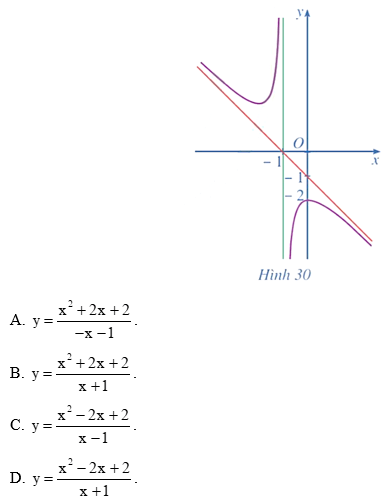 y
O
x
– 1
– 1
– 2
Hình 30
A. y = (x² + 2x + 2)/(−x − 1).
B. y = (x² + 2x + 2)/(x + 1).
C. y = (x² − 2x + 2)/(x − 1).
D. y = (x² − 2x + 2)/(x + 1).